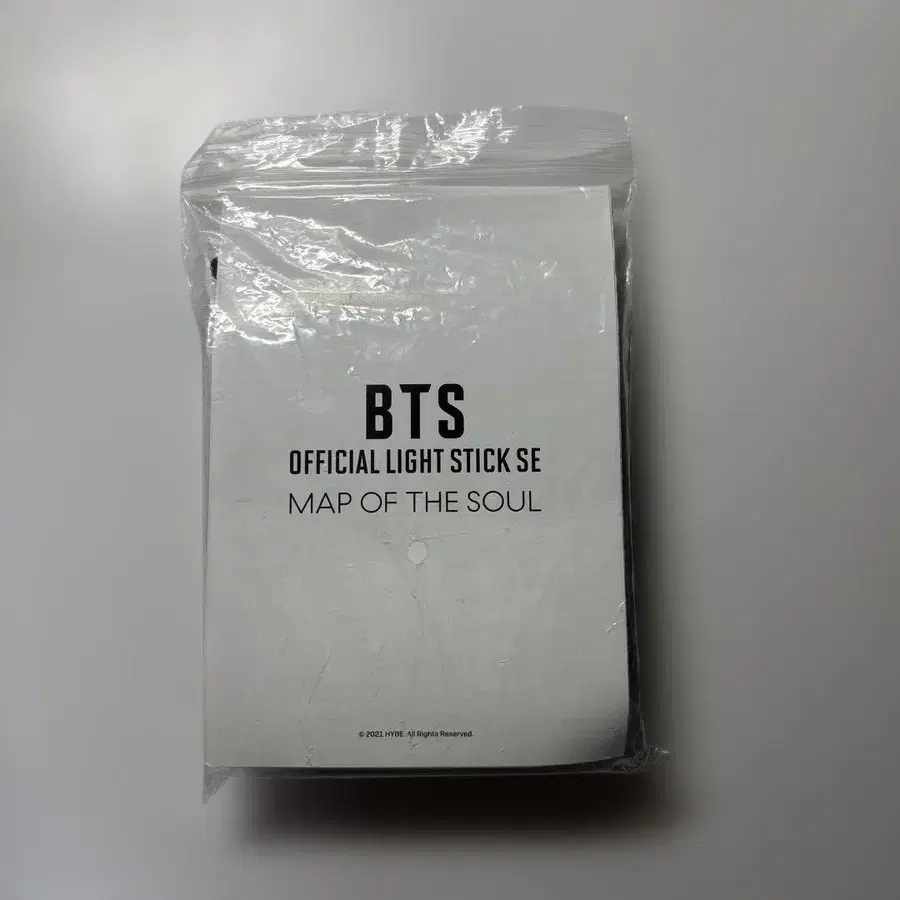 BTS
OFFICIAL LIGHT STICK SE
MAP OF THE SOUL
© 2021 HYBE. All Rights Reserved.